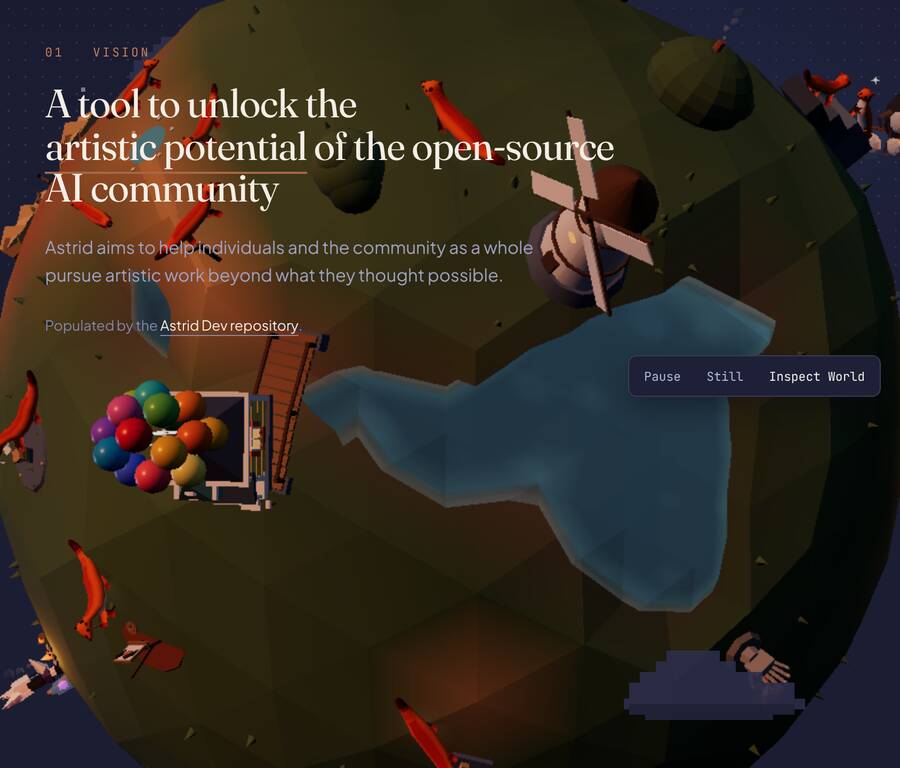 01 VISION
A tool to unlock the
artistic potential of the open-source
AI community
Astrid aims to help individuals and the community as a whole
pursue artistic work beyond what they thought possible.
Populated by the Astrid Dev repository.
Pause Still Inspect World